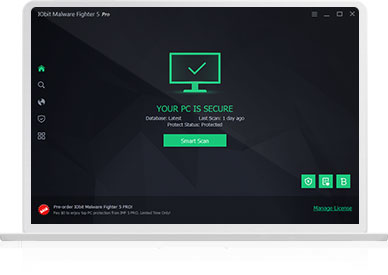 IObit Malware Fighter 5 Pro
YOUR PC IS SECURE
Database: Latest Last Scan: 1 day ago
Protect Status: Protected
Smart Scan
Pre-order IObit Malware Fighter 5 PRO!
to enjoy top PC protection from IMF 5 PRO, Limited Time Only!
Manage License